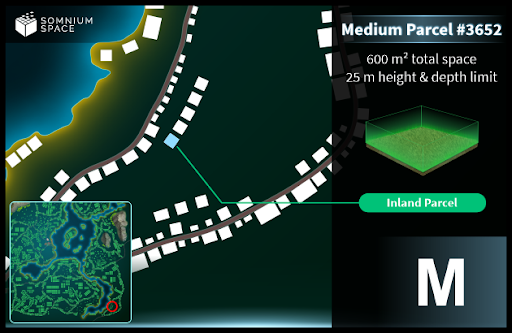 SOMNIUM
SPACE
Medium Parcel #3652
600 m² total space
25 m height & depth limit
Inland Parcel
M